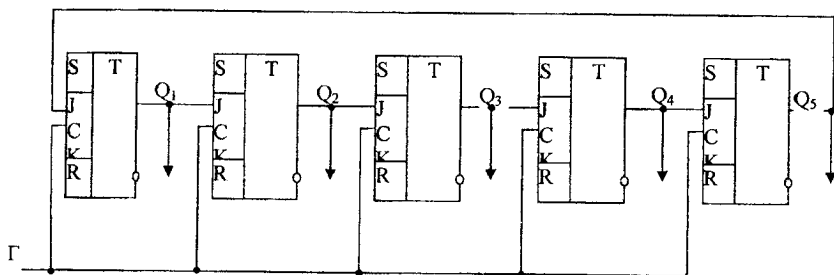 S T S T S T S T S T
Q₁ Q₂ Q₃ Q₄ Q₅
J J J J J
C C C C C
K K K K K
R R R R R
Г